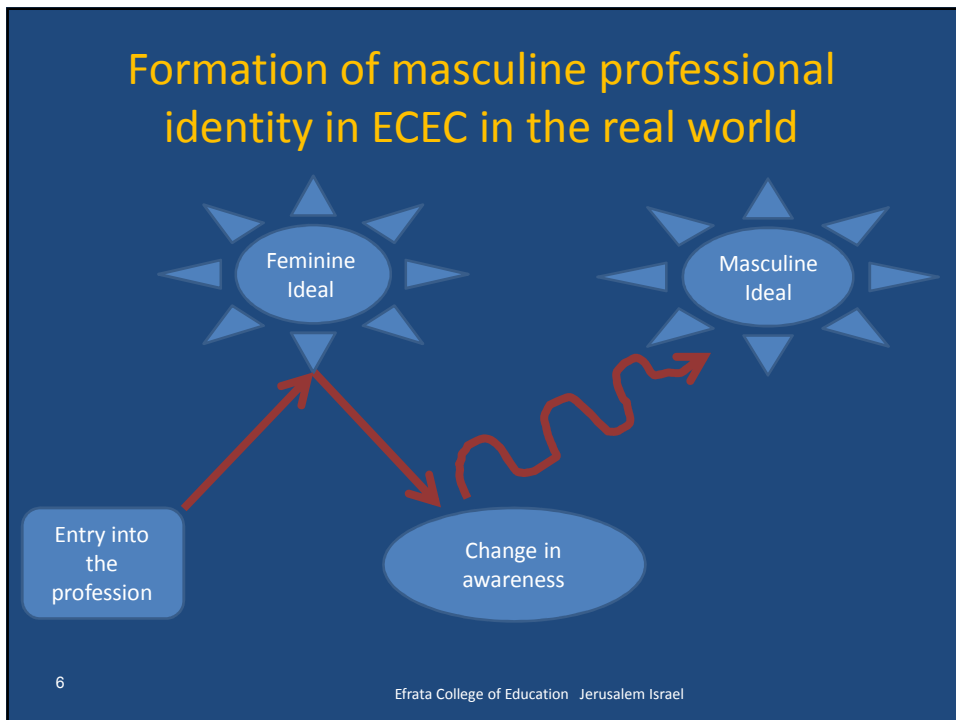 Formation of masculine professional
identity in ECEC in the real world
Feminine
Ideal
Masculine
Ideal
Entry into
the
profession
Change in
awareness
6
Efrata College of Education Jerusalem Israel